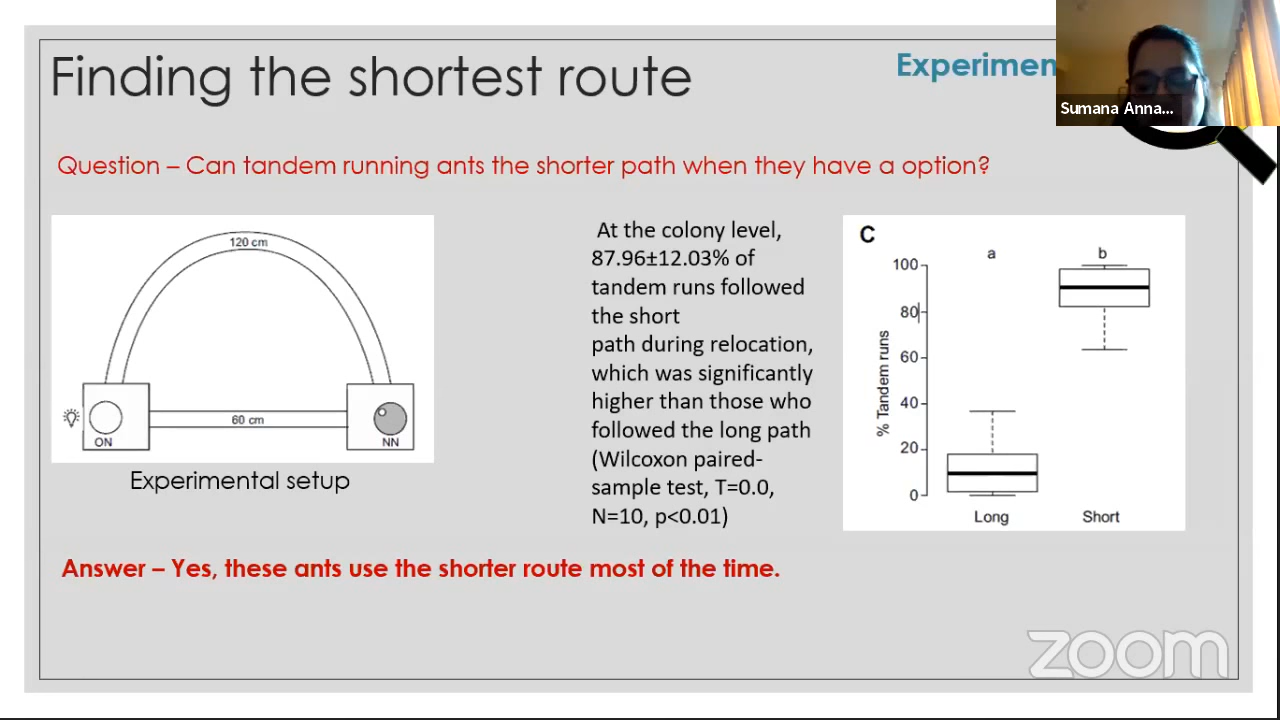 Finding the shortest route
Experimen
Sumana Anna...
Question – Can tandem running ants the shorter path when they have a option?
120 cm
60 cm
ON
NN
Experimental setup
At the colony level,
87.96±12.03% of
tandem runs followed
the short
path during relocation,
which was significantly
higher than those who
followed the long path
(Wilcoxon paired-
sample test, T=0.0,
N=10, p<0.01)
C
a
b
100
80
60
40
20
0
% Tandem runs
Long
Short
Answer – Yes, these ants use the shorter route most of the time.
zoom